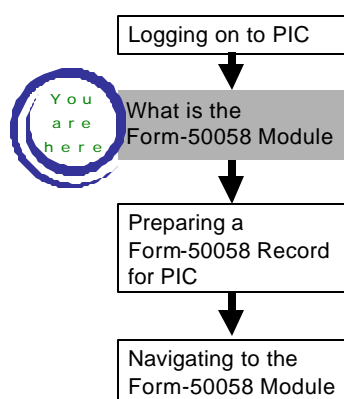 Logging on to PIC
You
are
here
What is the
Form-50058 Module
Preparing a
Form-50058 Record
for PIC
Navigating to the
Form-50058 Module